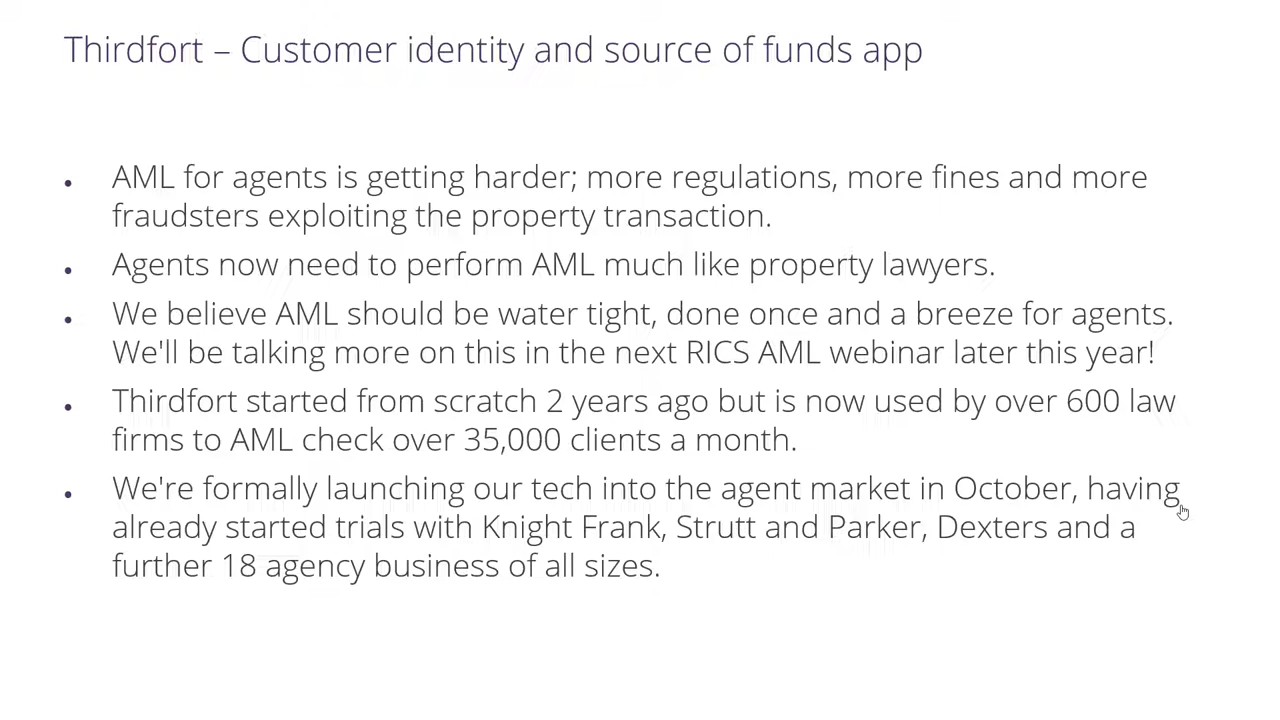 Thirdfort – Customer identity and source of funds app
• AML for agents is getting harder; more regulations, more fines and more
fraudsters exploiting the property transaction.
• Agents now need to perform AML much like property lawyers.
• We believe AML should be water tight, done once and a breeze for agents.
We'll be talking more on this in the next RICS AML webinar later this year!
• Thirdfort started from scratch 2 years ago but is now used by over 600 law
firms to AML check over 35,000 clients a month.
• We're formally launching our tech into the agent market in October, having
already started trials with Knight Frank, Strutt and Parker, Dexters and a
further 18 agency business of all sizes.